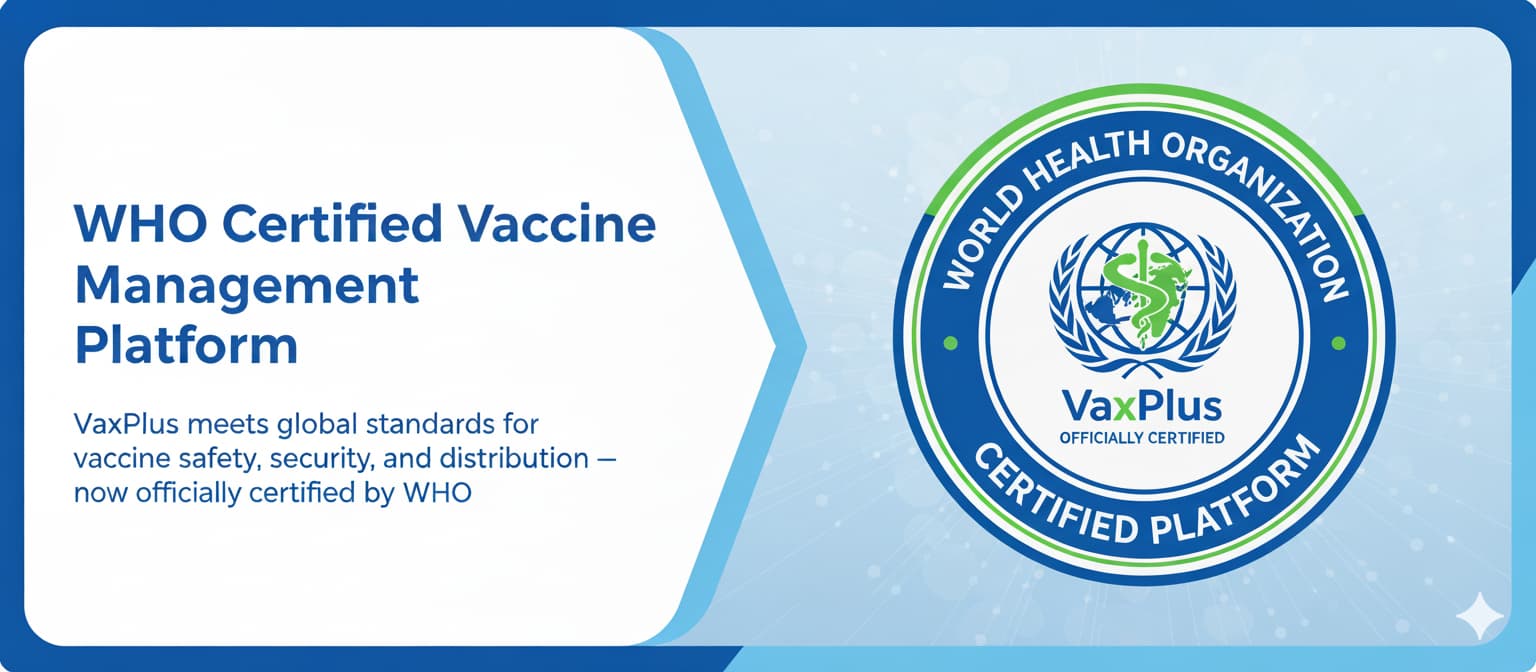 WHO Certified Vaccine
Management
Platform
VaxPlus meets global standards for
vaccine safety, security, and distribution –
now officially certified by WHO
WORLD HEALTH ORGANIZATION
VaxPlus
OFFICIALLY CERTIFIED
CERTIFIED PLATFORM